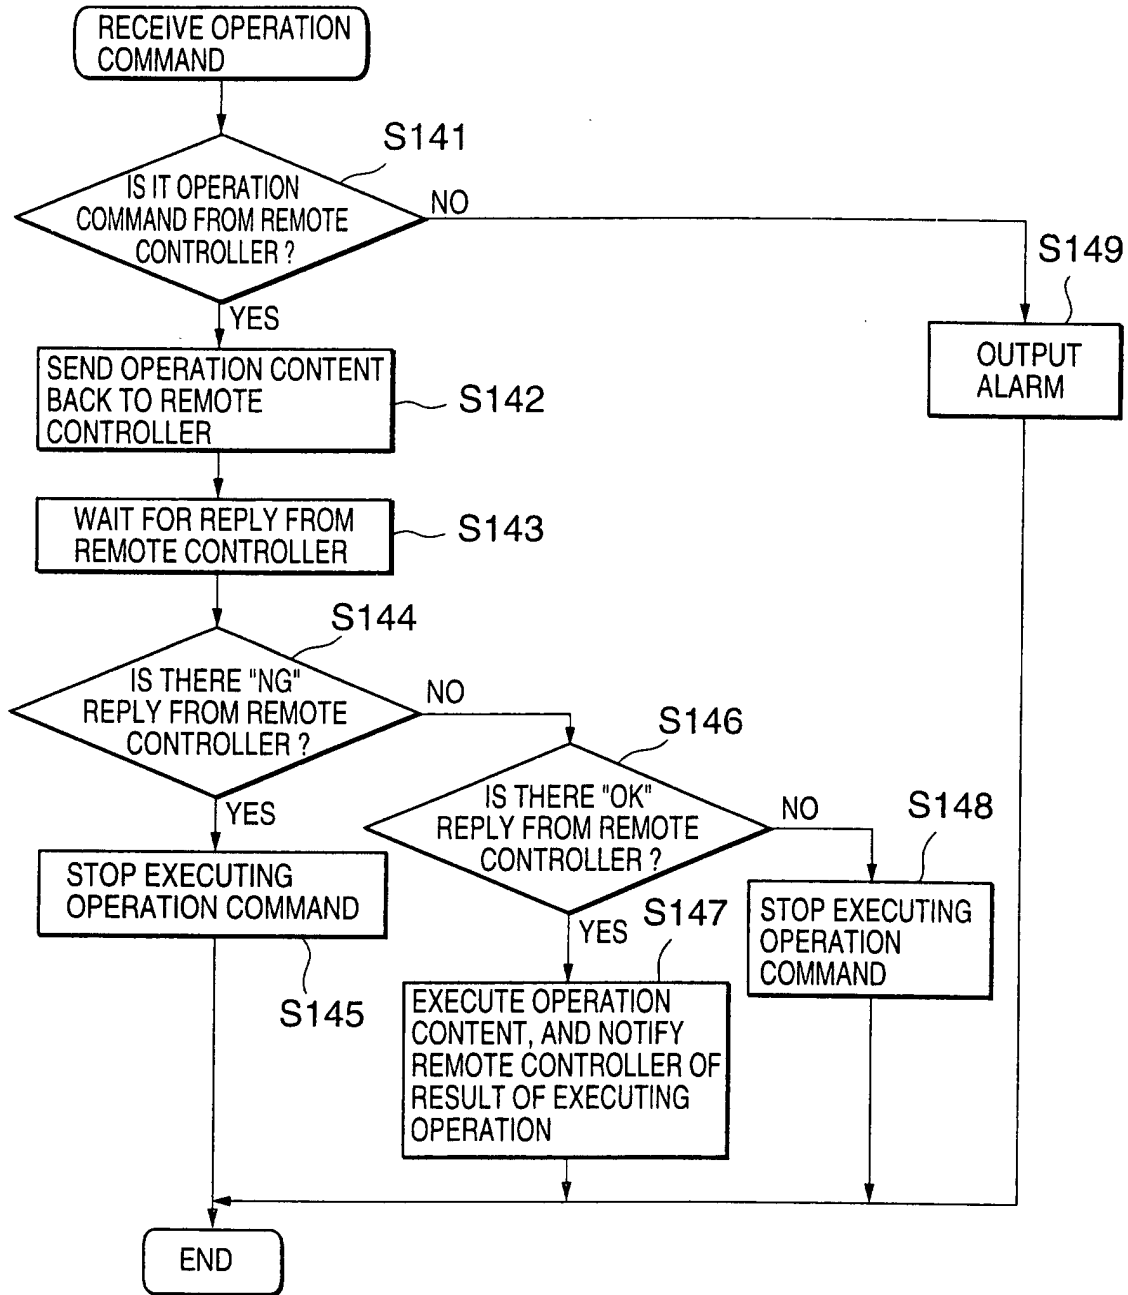 RECEIVE OPERATION
COMMAND
S141
IS IT OPERATION
COMMAND FROM REMOTE
CONTROLLER ?
NO
YES
S149
OUTPUT
ALARM
SEND OPERATION CONTENT
BACK TO REMOTE
CONTROLLER
S142
WAIT FOR REPLY FROM
REMOTE CONTROLLER
S143
S144
IS THERE "NG"
REPLY FROM REMOTE
CONTROLLER ?
NO
YES
S146
IS THERE "OK"
REPLY FROM REMOTE
CONTROLLER ?
NO
YES
S148
STOP EXECUTING
OPERATION COMMAND
S145
S147
EXECUTE OPERATION
CONTENT, AND NOTIFY
REMOTE CONTROLLER OF
RESULT OF EXECUTING
OPERATION
STOP EXECUTING
OPERATION
COMMAND
END